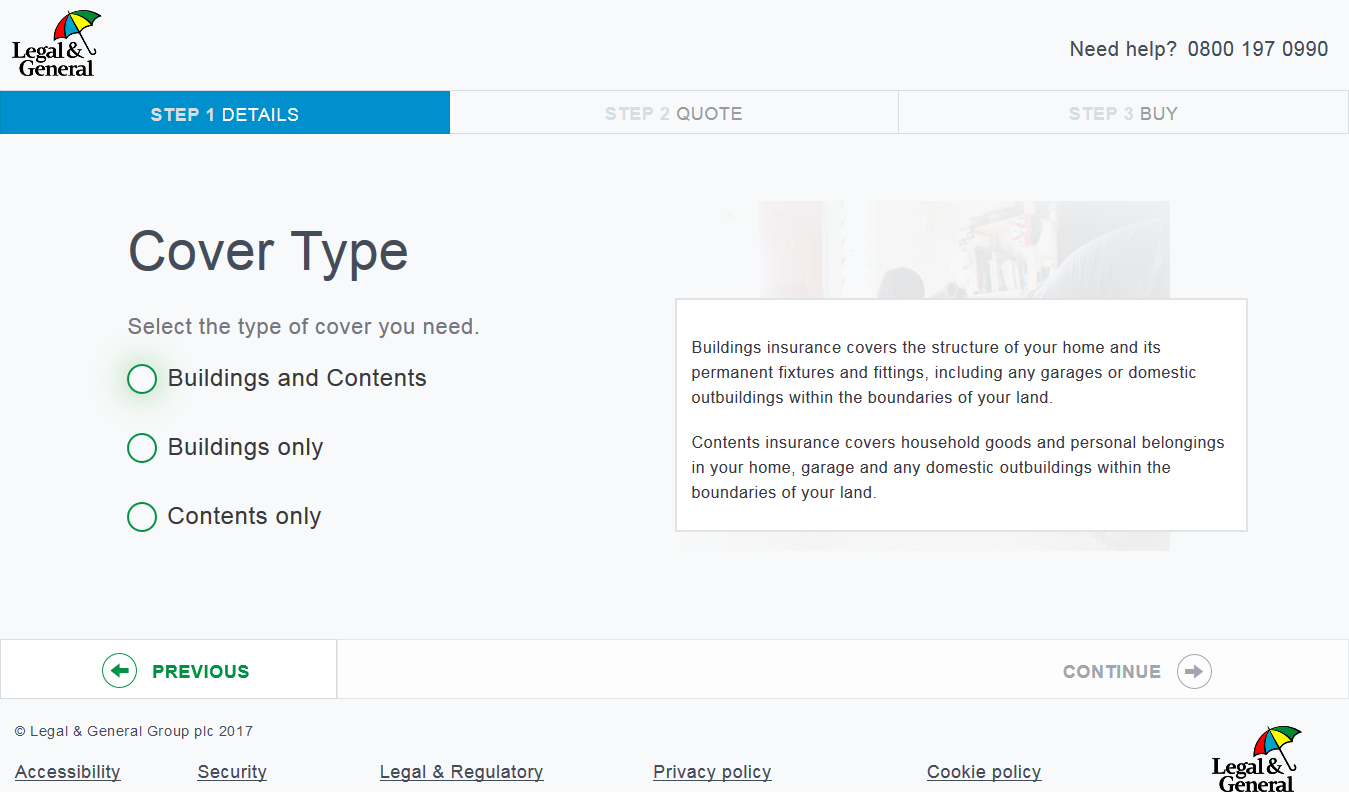 Legal &
General
Need help? 0800 197 0990
STEP 1 DETAILS
STEP 2 QUOTE
STEP 3 BUY
Cover Type
Select the type of cover you need.
Buildings and Contents
Buildings only
Contents only
Buildings insurance covers the structure of your home and its
permanent fixtures and fittings, including any garages or domestic
outbuildings within the boundaries of your land.
Contents insurance covers household goods and personal belongings
in your home, garage and any domestic outbuildings within the
boundaries of your land.
PREVIOUS
CONTINUE
© Legal & General Group plc 2017
Accessibility
Security
Legal & Regulatory
Privacy policy
Cookie policy
Legal &
General